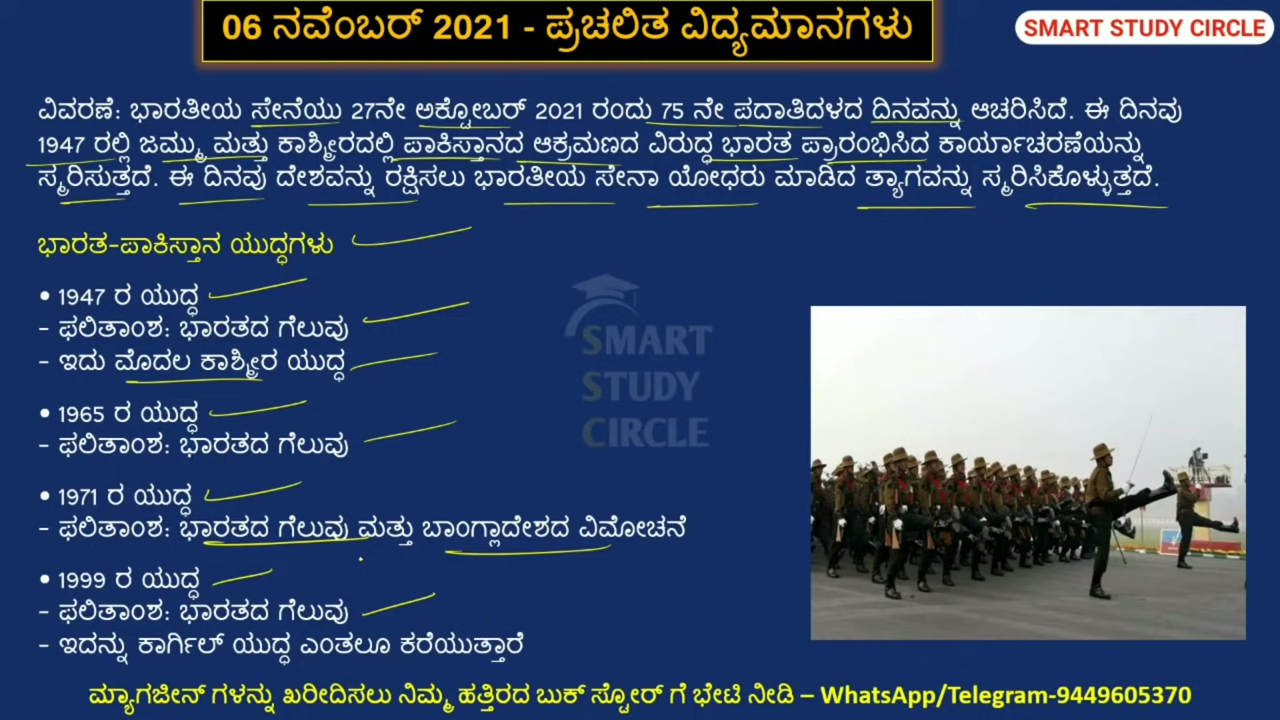 06 ನವೆಂಬರ್ 2021 - ಪ್ರಚಲಿತ ವಿದ್ಯಮಾನಗಳು
SMART STUDY CIRCLE
ವಿವರಣೆ: ಭಾರತೀಯ ಸೇನೆಯು 27ನೇ ಅಕ್ಟೋಬರ್ 2021 ರಂದು 75 ನೇ ಪದಾತಿದಳದ ದಿನವನ್ನು ಆಚರಿಸಿದೆ. ಈ ದಿನವು
1947 ರಲ್ಲಿ ಜಮ್ಮು ಮತ್ತು ಕಾಶ್ಮೀರದಲ್ಲಿ ಪಾಕಿಸ್ತಾನದ ಆಕ್ರಮಣದ ವಿರುದ್ಧ ಭಾರತ ಪ್ರಾರಂಭಿಸಿದ ಕಾರ್ಯಾಚರಣೆಯನ್ನು
ಸ್ಮರಿಸುತ್ತದೆ. ಈ ದಿನವು ದೇಶವನ್ನು ರಕ್ಷಿಸಲು ಭಾರತೀಯ ಸೇನಾ ಯೋಧರು ಮಾಡಿದ ತ್ಯಾಗವನ್ನು ಸ್ಮರಿಸಿಕೊಳ್ಳುತ್ತದೆ.
ಭಾರತ-ಪಾಕಿಸ್ತಾನ ಯುದ್ಧಗಳು
• 1947 ರ ಯುದ್ಧ
- ಫಲಿತಾಂಶ: ಭಾರತದ ಗೆಲುವು
- ಇದು ಮೊದಲ ಕಾಶ್ಮೀರ ಯುದ್ಧ
• 1965 ರ ಯುದ್ಧ
- ಫಲಿತಾಂಶ: ಭಾರತದ ಗೆಲುವು
• 1971 ರ ಯುದ್ಧ
- ಫಲಿತಾಂಶ: ಭಾರತದ ಗೆಲುವು ಮತ್ತು ಬಾಂಗ್ಲಾದೇಶದ ವಿಮೋಚನೆ
• 1999 ರ ಯುದ್ಧ
- ಫಲಿತಾಂಶ: ಭಾರತದ ಗೆಲುವು
- ಇದನ್ನು ಕಾರ್ಗಿಲ್ ಯುದ್ಧ ಎಂತಲೂ ಕರೆಯುತ್ತಾರೆ
SMART
STUDY
CIRCLE
ಮ್ಯಾಗಜೀನ್ ಗಳನ್ನು ಖರೀದಿಸಲು ನಿಮ್ಮ ಹತ್ತಿರದ ಬುಕ್ ಸ್ಟೋರ್ ಗೆ ಭೇಟಿ ನೀಡಿ – WhatsApp/Telegram-9449605370